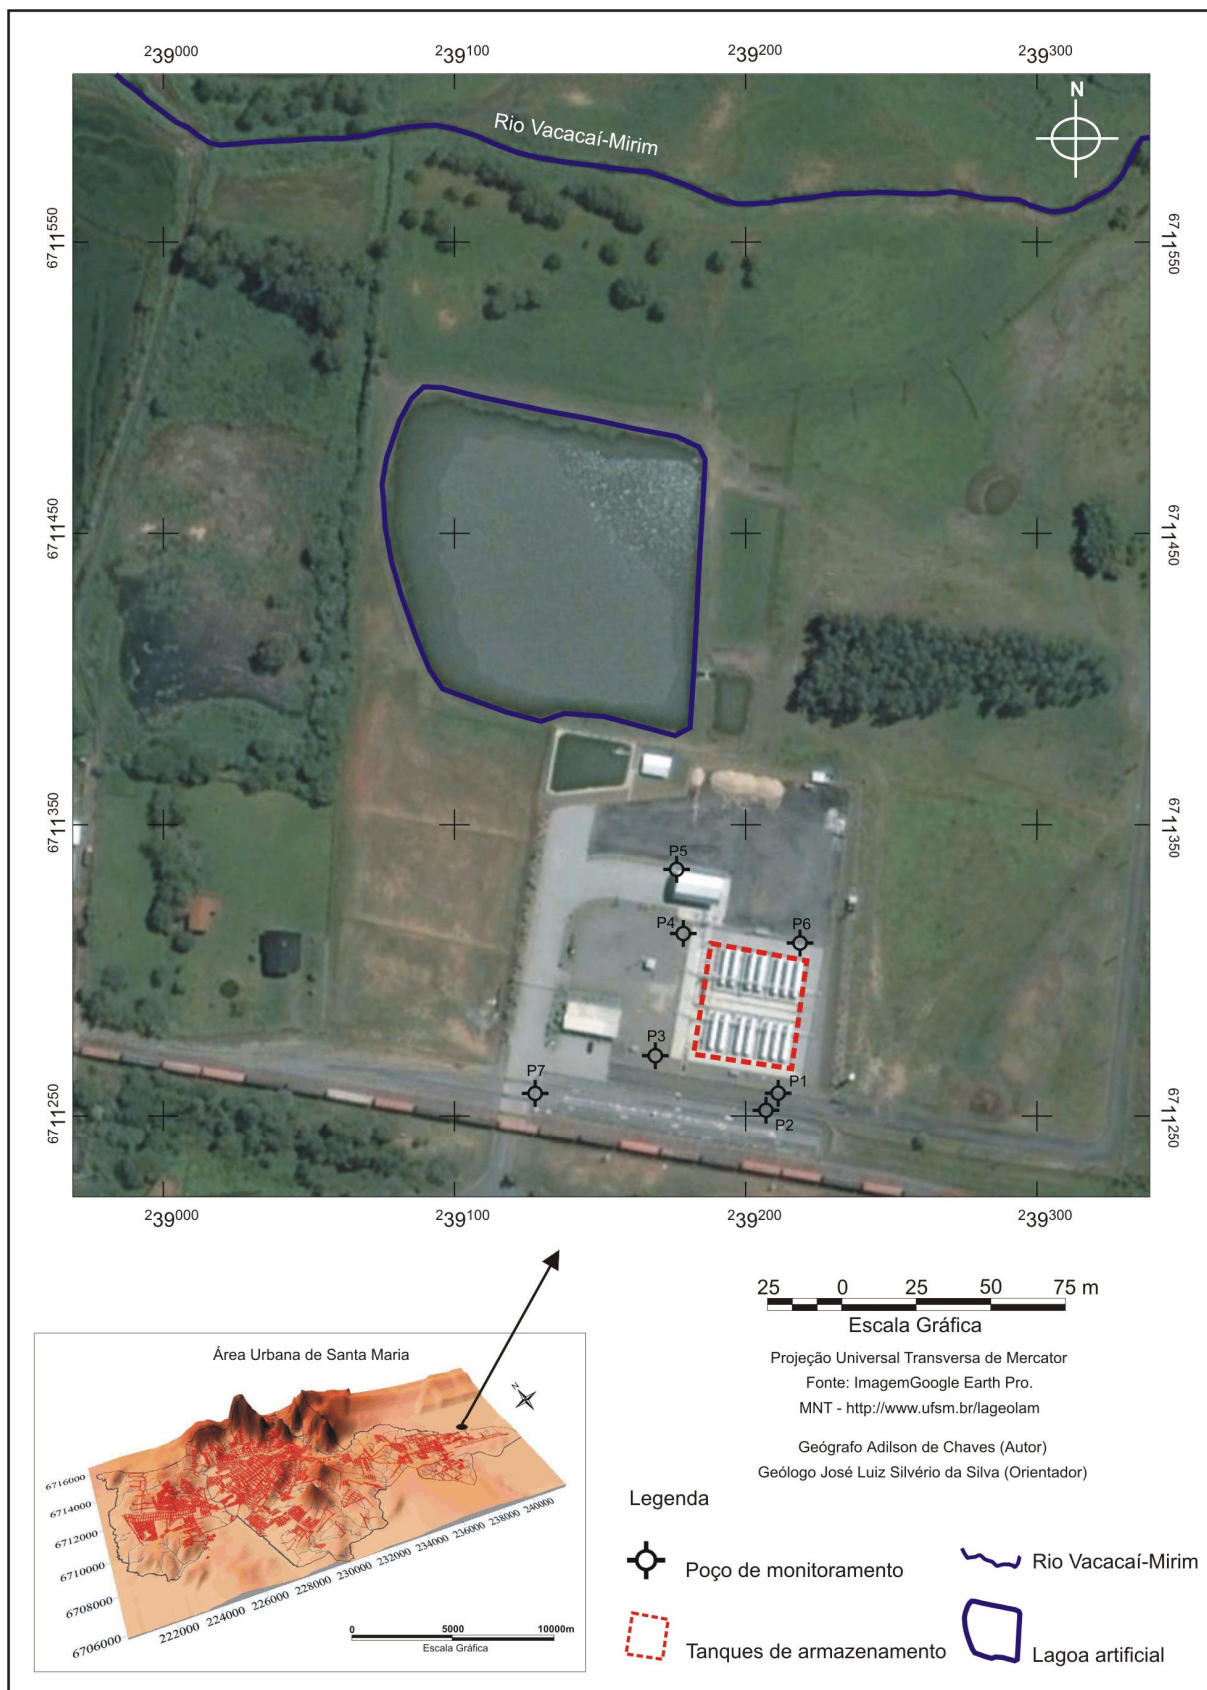 239000 239100 239200 239300
N
Rio Vacacaí-Mirim
6711550 6711550
6711450 6711450
6711350 6711350
P5
P4 P6
P3
P7 P1
P2
6711250 6711250
239000 239100 239200 239300
25 0 25 50 75 m
Escala Gráfica
Projeção Universal Transversa de Mercator
Fonte: ImagemGoogle Earth Pro.
MNT - http://www.ufsm.br/lageolam
Geógrafo Adilson de Chaves (Autor)
Geólogo José Luiz Silvério da Silva (Orientador)
Área Urbana de Santa Maria
N
6716000
6714000
6712000
6710000
6708000
6706000
222000 224000 226000 228000 230000 232000 234000 236000 238000 240000
0 5000 10000m
Escala Gráfica
Legenda
Poço de monitoramento
Rio Vacacaí-Mirim
Tanques de armazenamento
Lagoa artificial